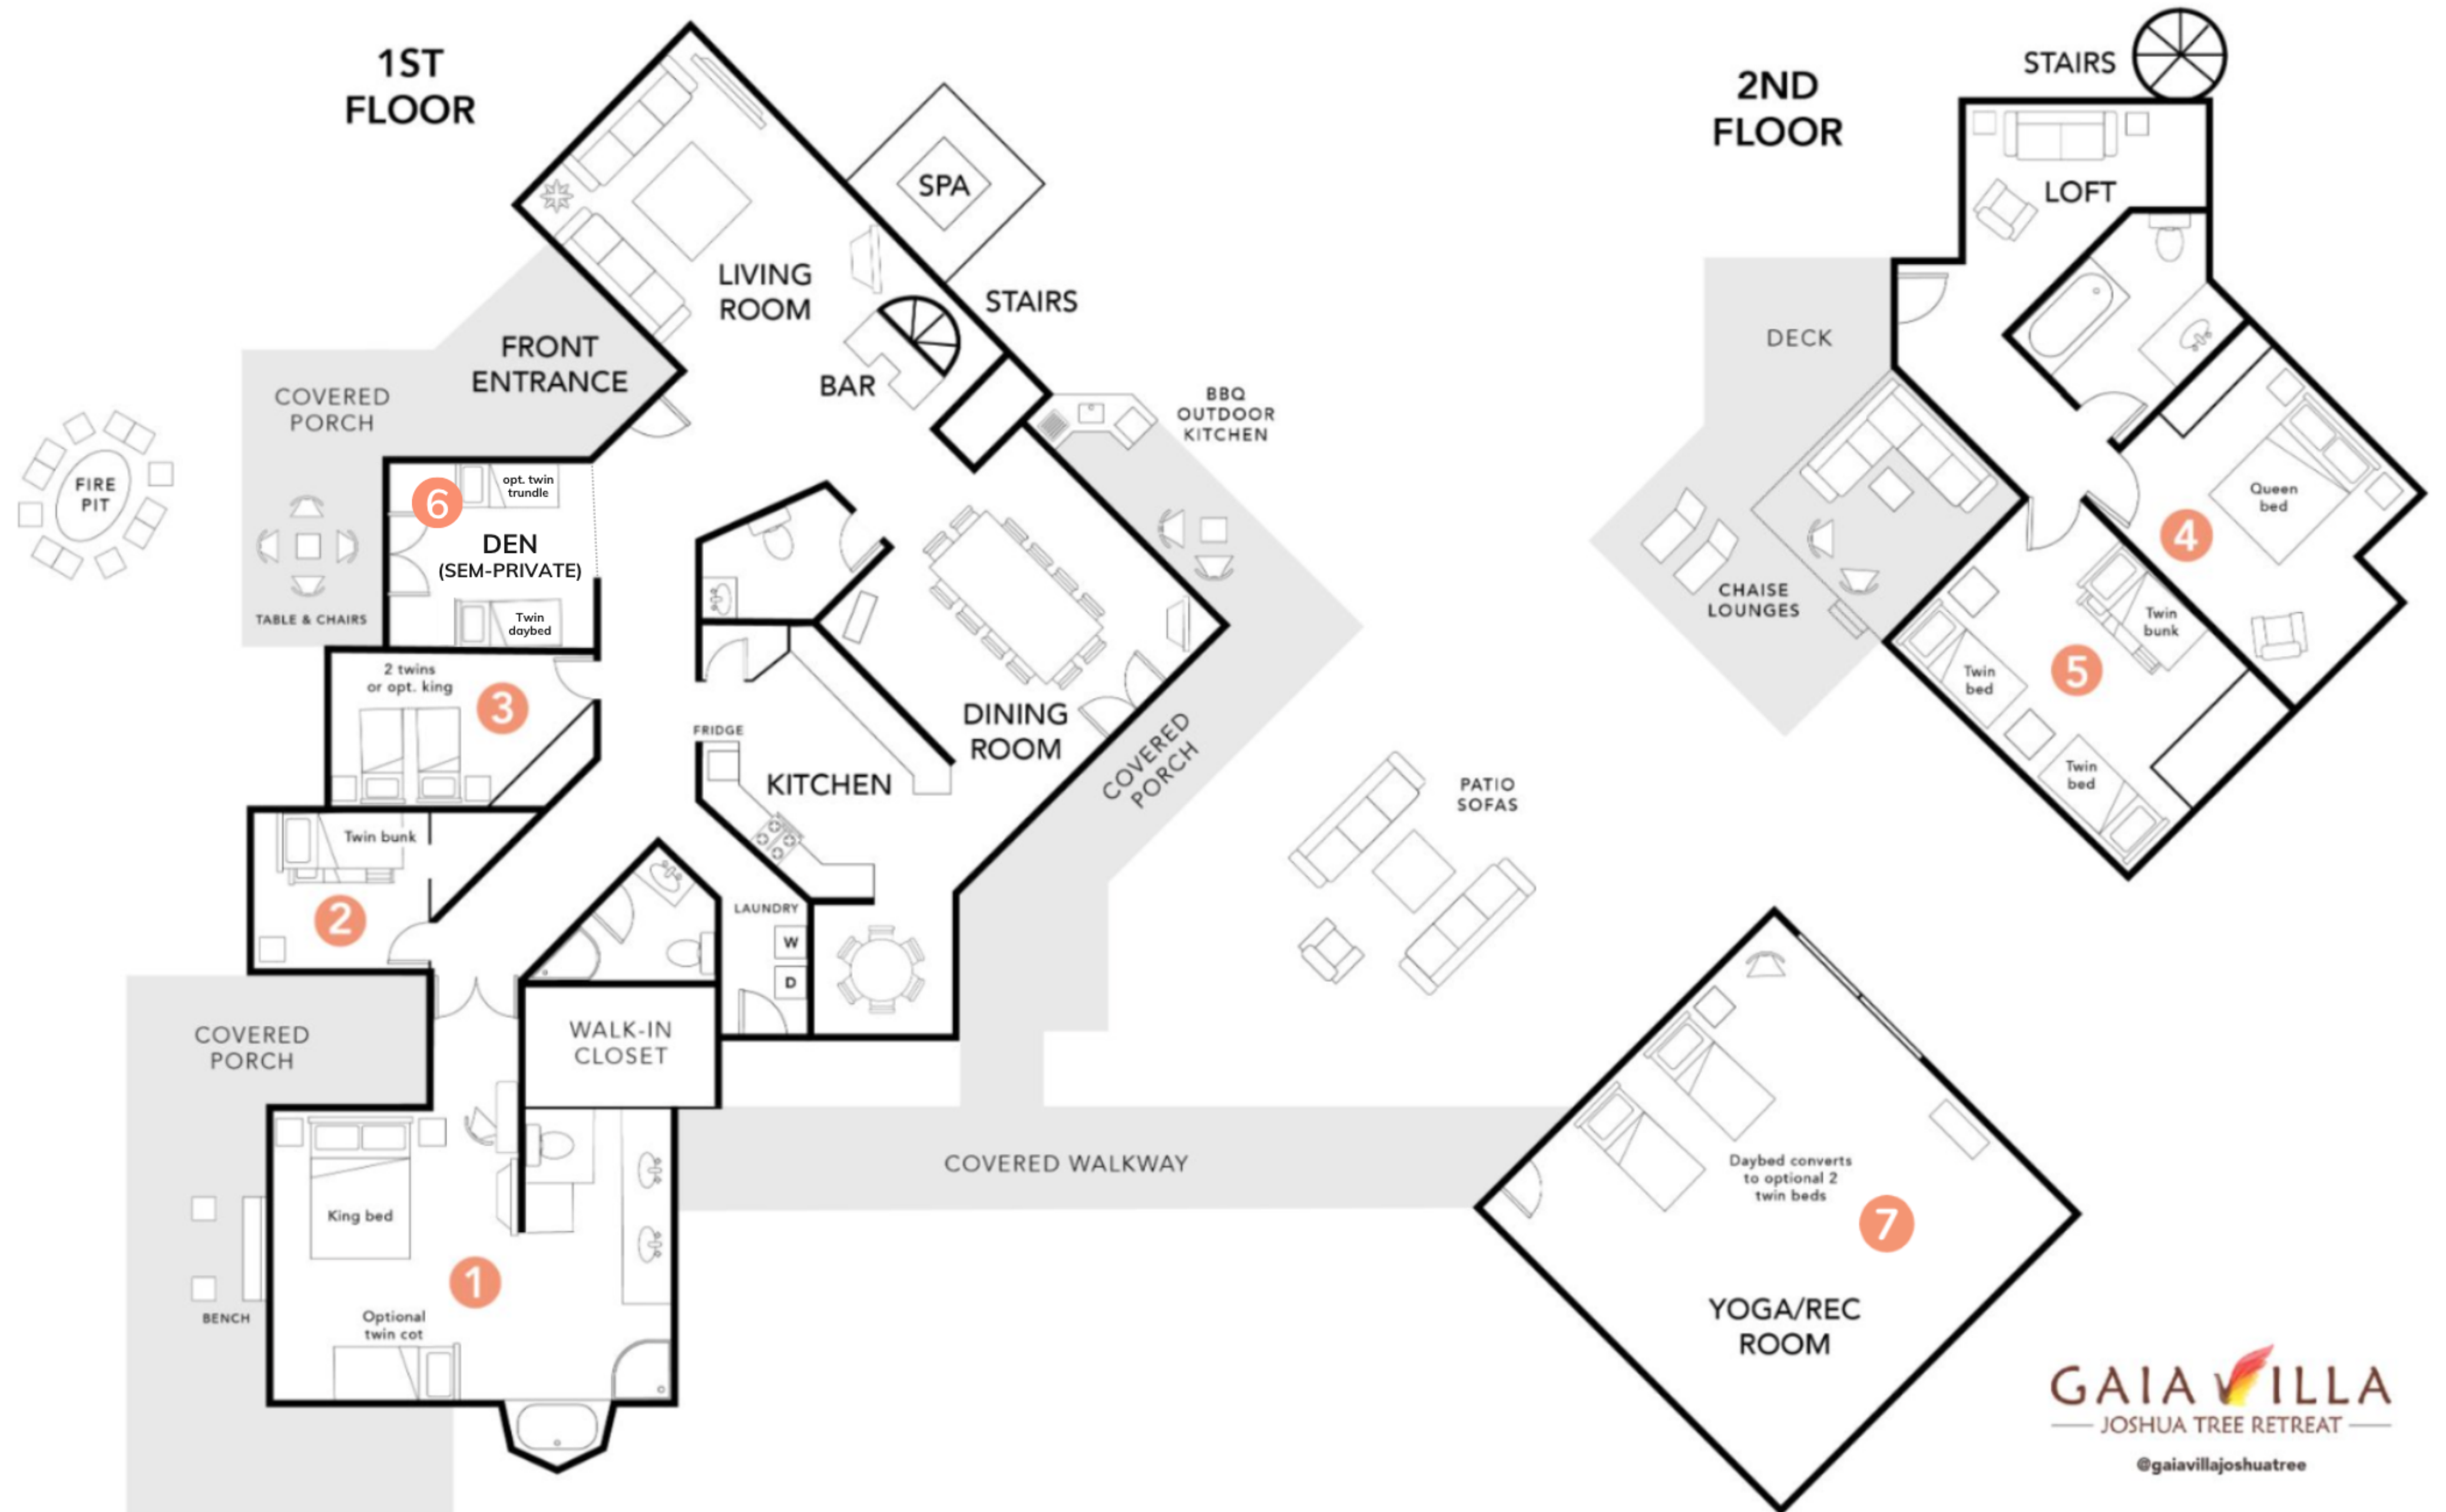 1ST
FLOOR
SPA
LIVING
ROOM
STAIRS
BAR
FRONT
ENTRANCE
COVERED
PORCH
FIRE
PIT
TABLE & CHAIRS
6
opt. twin
trundle
DEN
(SEM-PRIVATE)
Twin
daybed
BBQ
OUTDOOR
KITCHEN
2 twins
or opt. king
3
FRIDGE
KITCHEN
DINING
ROOM
COVERED
PORCH
PATIO
SOFAS
Twin bunk
2
LAUNDRY
W
D
WALK-IN
CLOSET
COVERED
PORCH
King bed
1
BENCH
Optional
twin cot
COVERED WALKWAY
2ND
FLOOR
STAIRS
LOFT
DECK
CHAISE
LOUNGES
Queen
bed
4
Twin
bunk
5
Twin
bed
Twin
bed
Daybed converts
to optional 2
twin beds
7
YOGA/REC
ROOM
GAIA VILLA
JOSHUA TREE RETREAT
@gaiavillajoshuatree